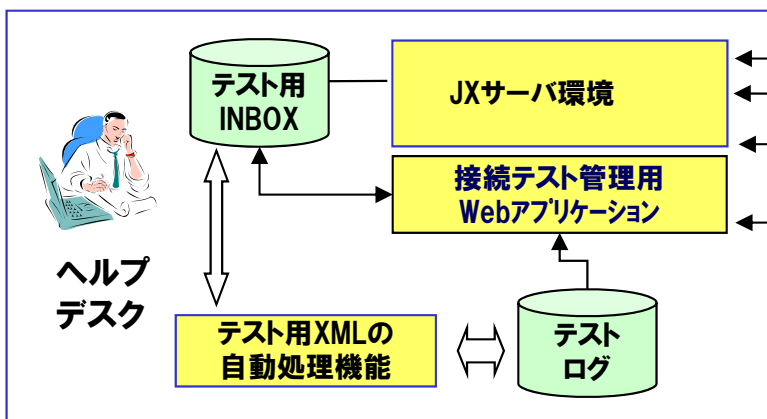 テスト用
INBOX
JXサーバ環境
接続テスト管理用
Webアプリケーション
ヘルプ
デスク
テスト用XMLの
自動処理機能
テスト
ログ